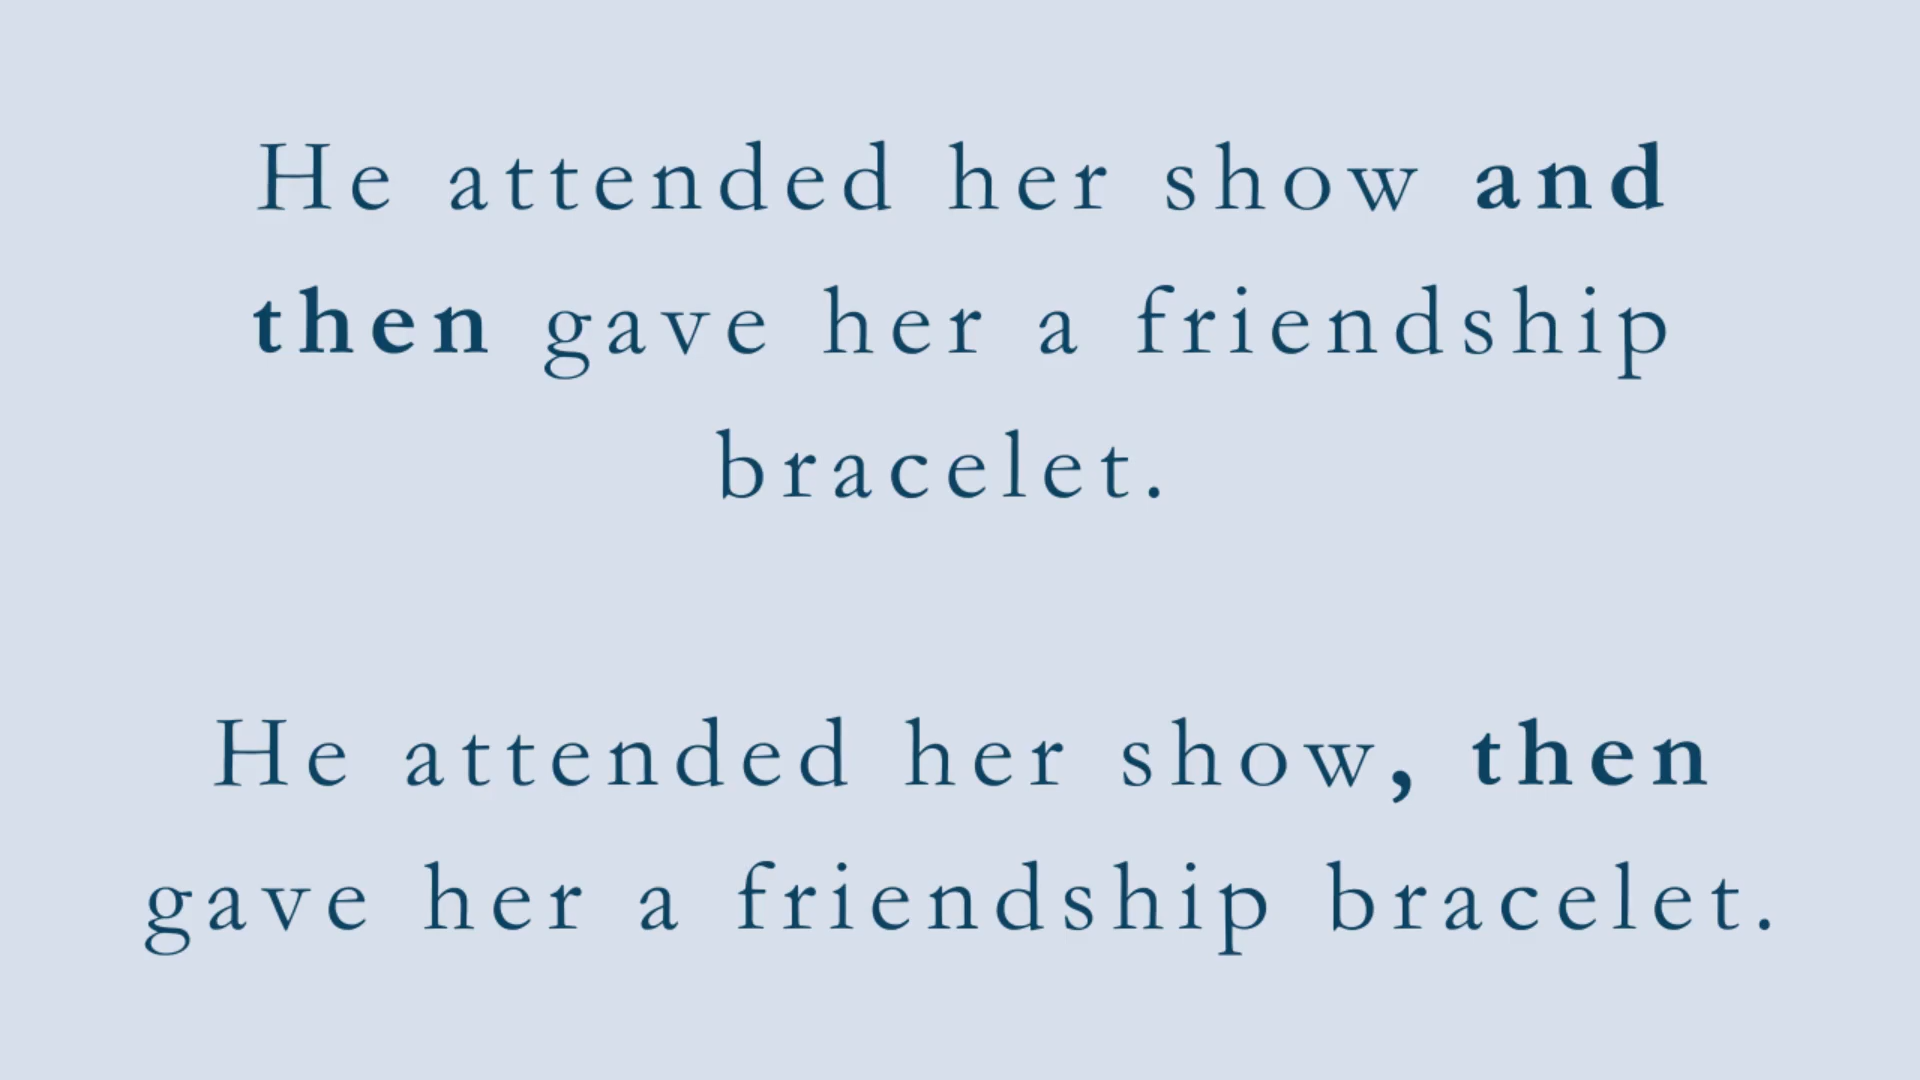 He attended her show and
then gave her a friendship
bracelet.
He attended her show, then
gave her a friendship bracelet.